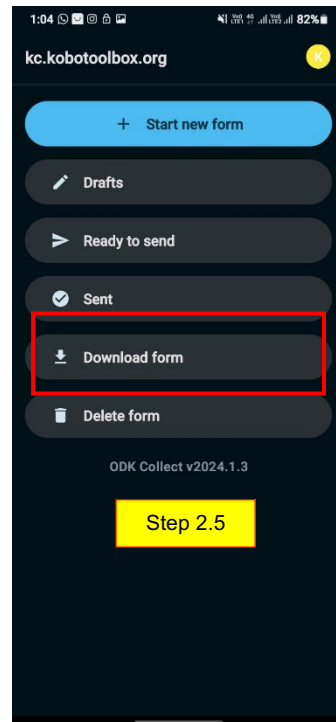 1:04 82%
kc.kobotoolbox.org K
+ Start new form
Drafts
Ready to send
Sent
Download form
Delete form
ODK Collect v2024.1.3
Step 2.5